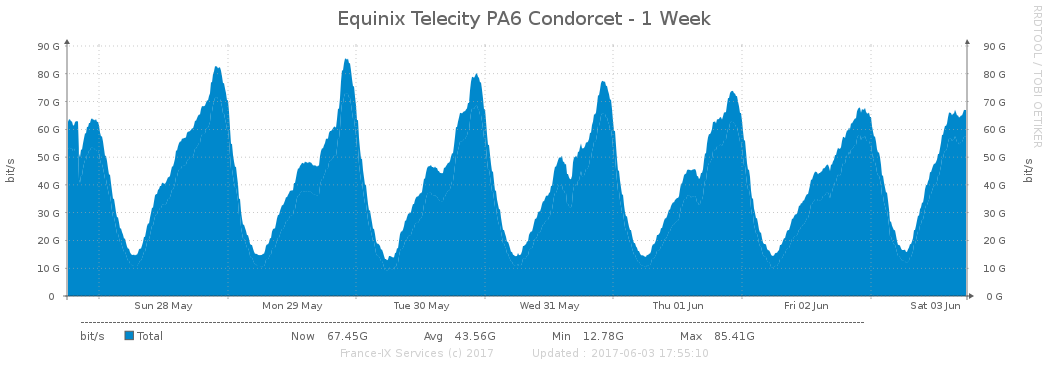 Equinix Telecity PA6 Condorcet - 1 Week
RRDTOOL / TOBI OETIKER
90 G 90 G
80 G 80 G
70 G 70 G
60 G 60 G
50 G 50 G
40 G 40 G
30 G 30 G
20 G 20 G
10 G 10 G
0 0 G
bit/s
bit/s
Sun 28 May Mon 29 May Tue 30 May Wed 31 May Thu 01 Jun Fri 02 Jun Sat 03 Jun
bit/s Total Now 67.45G Avg 43.56G Min 12.78G Max 85.41G
France-IX Services (c) 2017 Updated : 2017-06-03 17:55:10